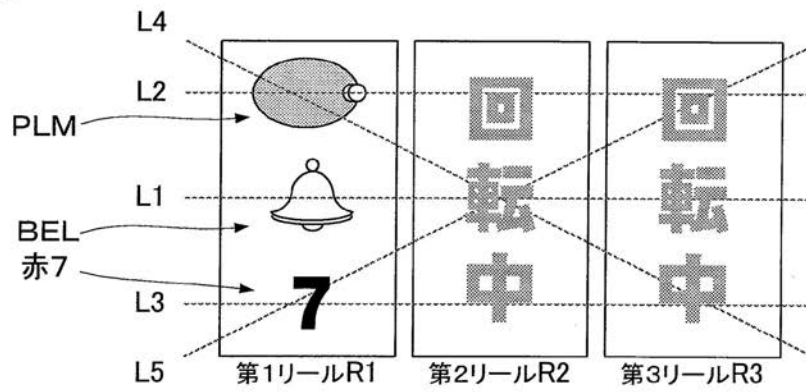 L4
L2
PLM
回 回
L1
転 転
BEL
赤7
7
中 中
L3
L5
第1リールR1 第2リールR2 第3リールR3